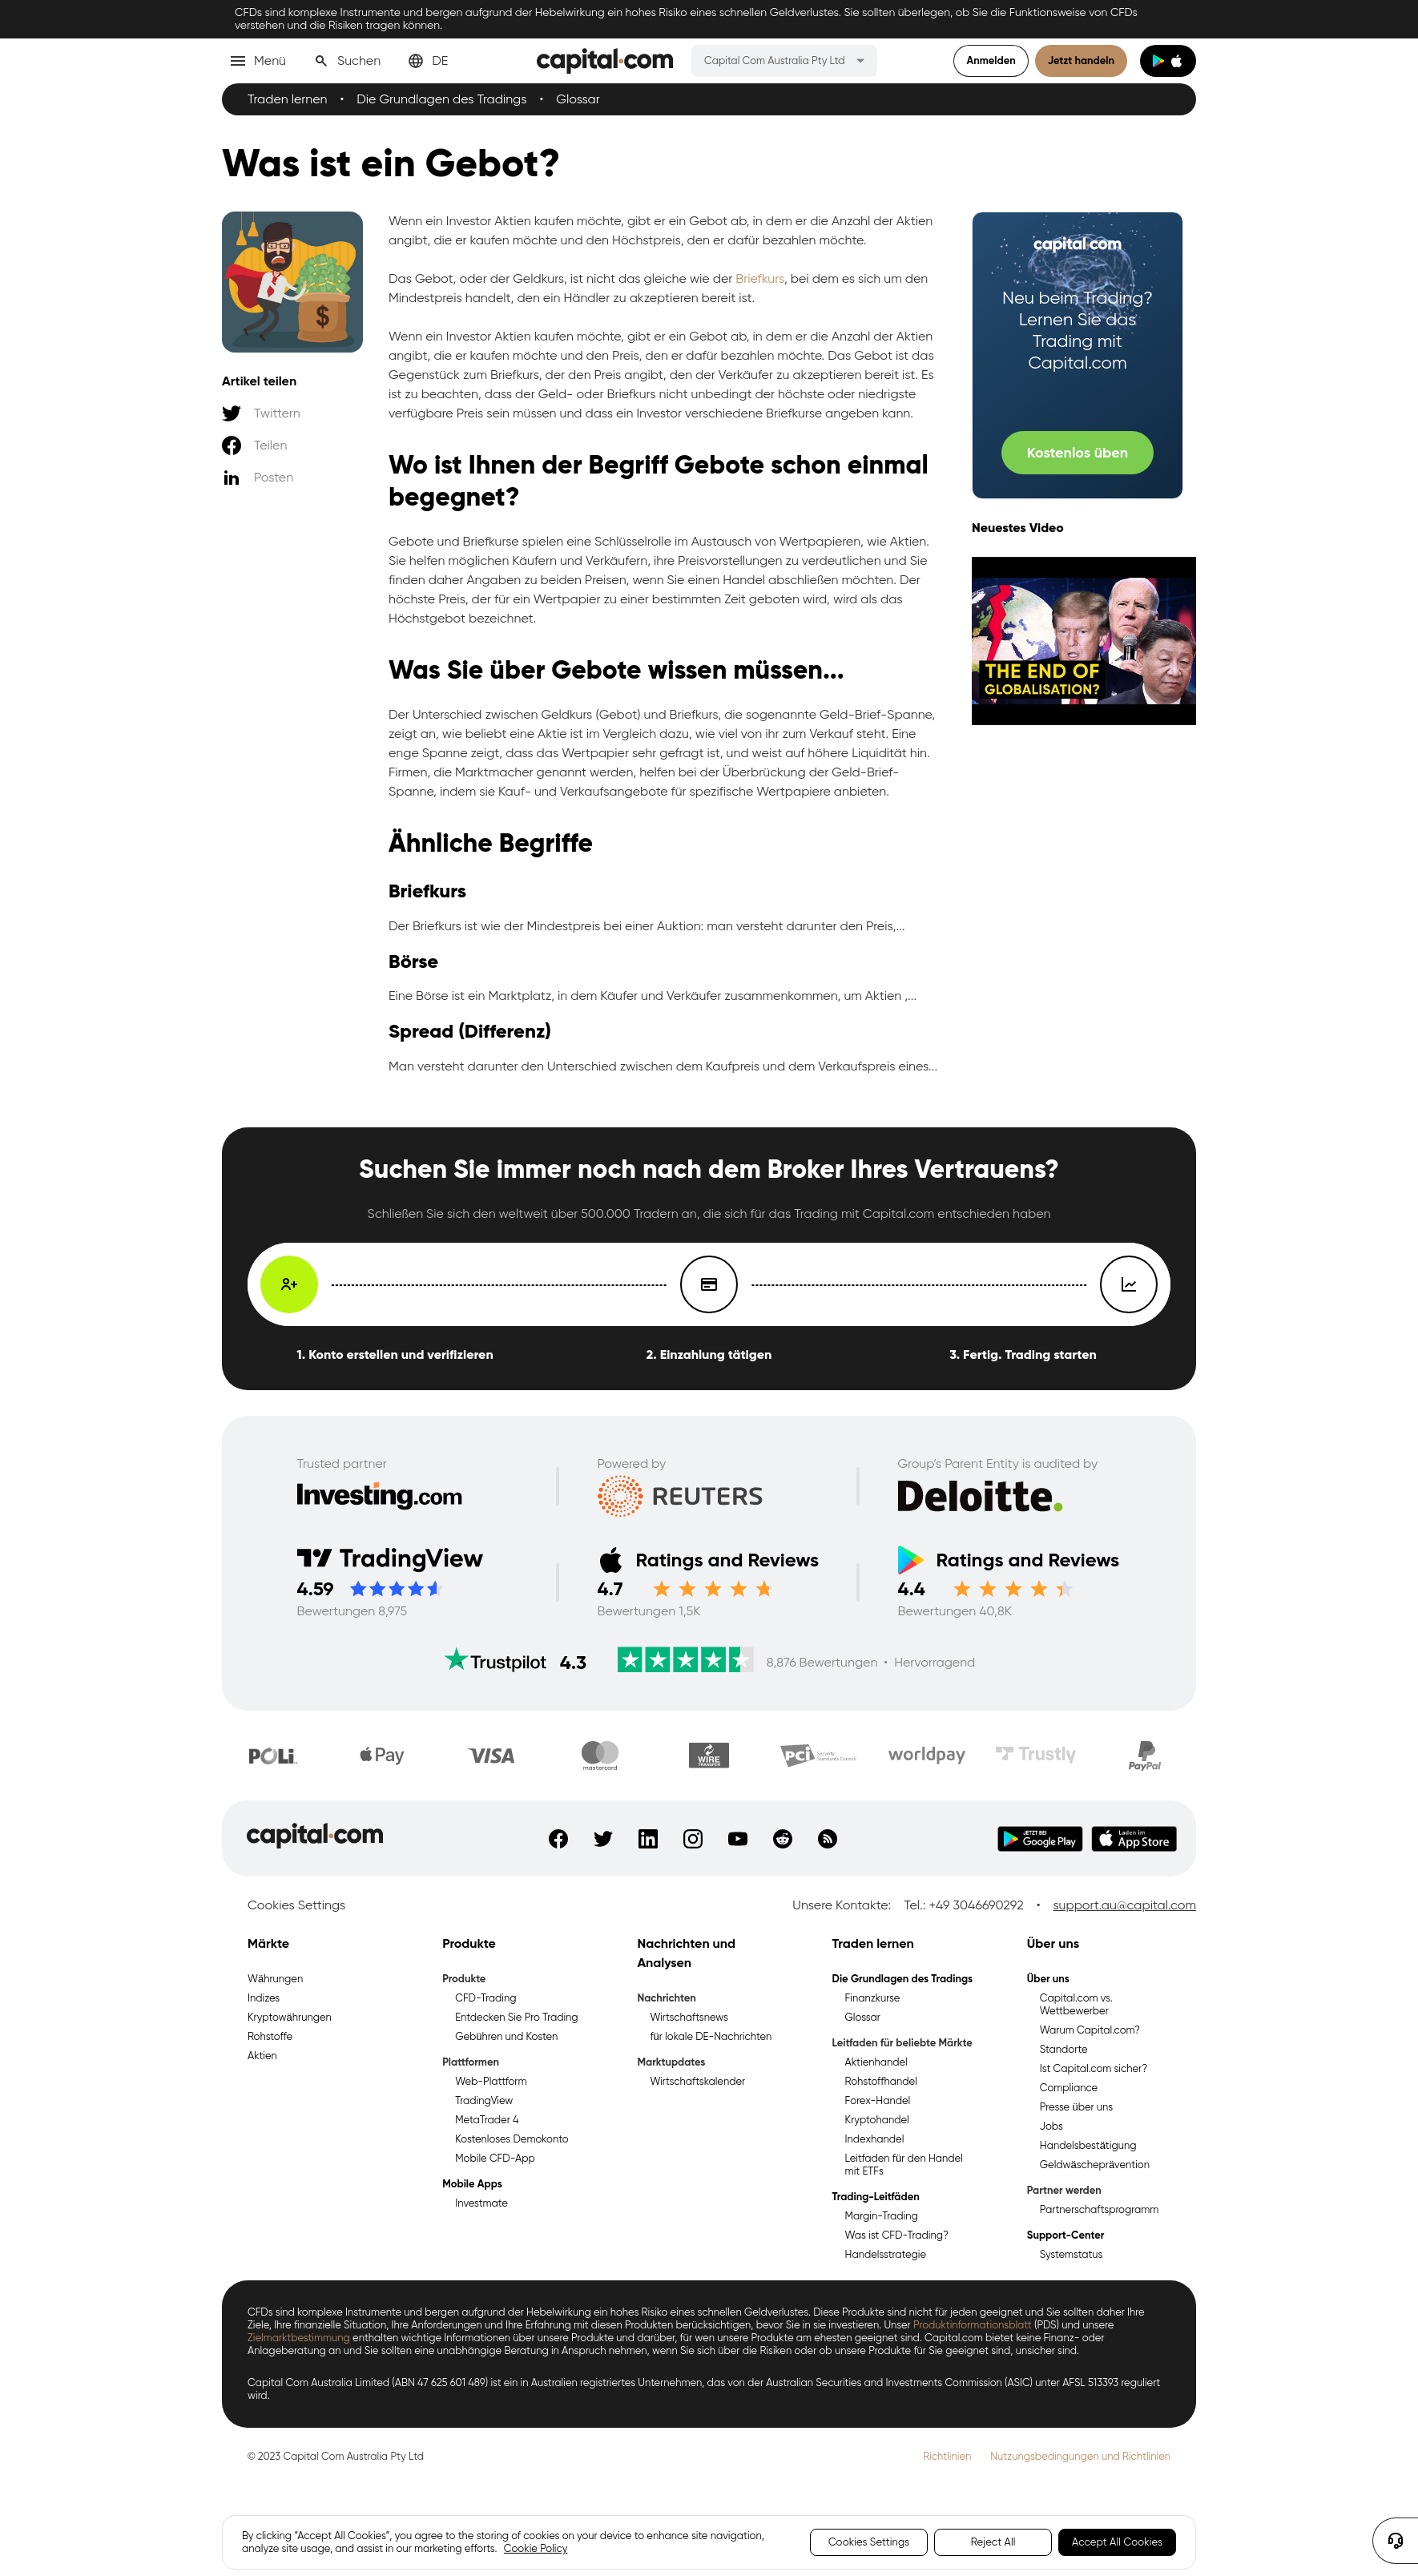 CFDs sind komplexe Instrumente und bergen aufgrund der Hebelwirkung ein hohes Risiko eines schnellen Geldverlustes. Sie sollten überlegen, ob Sie die Funktionsweise von CFDs
verstehen und die Risiken tragen können.
Menü Suchen DE capital.com Capital Com Australia Pty Ltd Anmelden Jetzt handeln
Traden lernen • Die Grundlagen des Tradings • Glossar
Was ist ein Gebot?
Artikel teilen
Twittern
Teilen
Posten
Wenn ein Investor Aktien kaufen möchte, gibt er ein Gebot ab, in dem er die Anzahl der Aktien
angibt, die er kaufen möchte und den Höchstpreis, den er dafür bezahlen möchte.
Das Gebot, oder der Geldkurs, ist nicht das gleiche wie der Briefkurs, bei dem es sich um den
Mindestpreis handelt, den ein Händler zu akzeptieren bereit ist.
Wenn ein Investor Aktien kaufen möchte, gibt er ein Gebot ab, in dem er die Anzahl der Aktien
angibt, die er kaufen möchte und den Preis, den er dafür bezahlen möchte. Das Gebot ist das
Gegenstück zum Briefkurs, der den Preis angibt, den der Verkäufer zu akzeptieren bereit ist. Es
ist zu beachten, dass der Geld- oder Briefkurs nicht unbedingt der höchste oder niedrigste
verfügbare Preis sein müssen und dass ein Investor verschiedene Briefkurse angeben kann.
Wo ist Ihnen der Begriff Gebote schon einmal
begegnet?
Gebote und Briefkurse spielen eine Schlüsselrolle im Austausch von Wertpapieren, wie Aktien.
Sie helfen möglichen Käufern und Verkäufern, ihre Preisvorstellungen zu verdeutlichen und Sie
finden daher Angaben zu beiden Preisen, wenn Sie einen Handel abschließen möchten. Der
höchste Preis, der für ein Wertpapier zu einer bestimmten Zeit geboten wird, wird als das
Höchstgebot bezeichnet.
Was Sie über Gebote wissen müssen...
Der Unterschied zwischen Geldkurs (Gebot) und Briefkurs, die sogenannte Geld-Brief-Spanne,
zeigt an, wie beliebt eine Aktie ist im Vergleich dazu, wie viel von ihr zum Verkauf steht. Eine
enge Spanne zeigt, dass das Wertpapier sehr gefragt ist, und weist auf höhere Liquidität hin.
Firmen, die Marktmacher genannt werden, helfen bei der Überbrückung der Geld-Brief-
Spanne, indem sie Kauf- und Verkaufsangebote für spezifische Wertpapiere anbieten.
Ähnliche Begriffe
Briefkurs
Der Briefkurs ist wie der Mindestpreis bei einer Auktion: man versteht darunter den Preis,...
Börse
Eine Börse ist ein Marktplatz, in dem Käufer und Verkäufer zusammenkommen, um Aktien ,...
Spread (Differenz)
Man versteht darunter den Unterschied zwischen dem Kaufpreis und dem Verkaufspreis eines...
capital.com
Neu beim Trading?
Lernen Sie das
Trading mit
Capital.com
Kostenlos üben
Neuestes Video
THE END OF
GLOBALISATION?
Suchen Sie immer noch nach dem Broker Ihres Vertrauens?
Schließen Sie sich den weltweit über 500.000 Tradern an, die sich für das Trading mit Capital.com entschieden haben
1. Konto erstellen und verifizieren 2. Einzahlung tätigen 3. Fertig. Trading starten
Trusted partner Powered by Group's Parent Entity is audited by
Investing.com REUTERS Deloitte.
TradingView Ratings and Reviews Ratings and Reviews
4.59 4.7 4.4
Bewertungen 8,975 Bewertungen 1,5K Bewertungen 40,8K
Trustpilot 4.3 8,876 Bewertungen • Hervorragend
POLi. Pay VISA mastercard WIRE TRANSFER PCI Security Standards Council worldpay Trustly PayPal
capital.com JETZT BEI Google Play Laden im App Store
Cookies Settings Unsere Kontakte: Tel.: +49 3046690292 • support.au@capital.com
Märkte
Währungen
Indizes
Kryptowährungen
Rohstoffe
Aktien
Produkte
Produkte
CFD-Trading
Entdecken Sie Pro Trading
Gebühren und Kosten
Plattformen
Web-Plattform
TradingView
MetaTrader 4
Kostenloses Demokonto
Mobile CFD-App
Mobile Apps
Investmate
Nachrichten und
Analysen
Nachrichten
Wirtschaftsnews
für lokale DE-Nachrichten
Marktupdates
Wirtschaftskalender
Traden lernen
Die Grundlagen des Tradings
Finanzkurse
Glossar
Leitfaden für beliebte Märkte
Aktienhandel
Rohstoffhandel
Forex-Handel
Kryptohandel
Indexhandel
Leitfaden für den Handel
mit ETFs
Trading-Leitfäden
Margin-Trading
Was ist CFD-Trading?
Handelsstrategie
Über uns
Über uns
Capital.com vs.
Wettbewerber
Warum Capital.com?
Standorte
Ist Capital.com sicher?
Compliance
Presse über uns
Jobs
Handelsbestätigung
Geldwäscheprävention
Partner werden
Partnerschaftsprogramm
Support-Center
Systemstatus
CFDs sind komplexe Instrumente und bergen aufgrund der Hebelwirkung ein hohes Risiko eines schnellen Geldverlustes. Diese Produkte sind nicht für jeden geeignet und Sie sollten daher Ihre
Ziele, Ihre finanzielle Situation, Ihre Anforderungen und Ihre Erfahrung mit diesen Produkten berücksichtigen, bevor Sie in sie investieren. Unser Produktinformationsblatt (PDS) und unsere
Zielmarktbestimmung enthalten wichtige Informationen über unsere Produkte und darüber, für wen unsere Produkte am ehesten geeignet sind. Capital.com bietet keine Finanz- oder
Anlageberatung an und Sie sollten eine unabhängige Beratung in Anspruch nehmen, wenn Sie sich über die Risiken oder ob unsere Produkte für Sie geeignet sind, unsicher sind.
Capital Com Australia Limited (ABN 47 625 601 489) ist ein in Australien registriertes Unternehmen, das von der Australian Securities and Investments Commission (ASIC) unter AFSL 513393 reguliert
wird.
© 2023 Capital Com Australia Pty Ltd Richtlinien Nutzungsbedingungen und Richtlinien
By clicking “Accept All Cookies”, you agree to the storing of cookies on your device to enhance site navigation,
analyze site usage, and assist in our marketing efforts. Cookie Policy
Cookies Settings Reject All Accept All Cookies